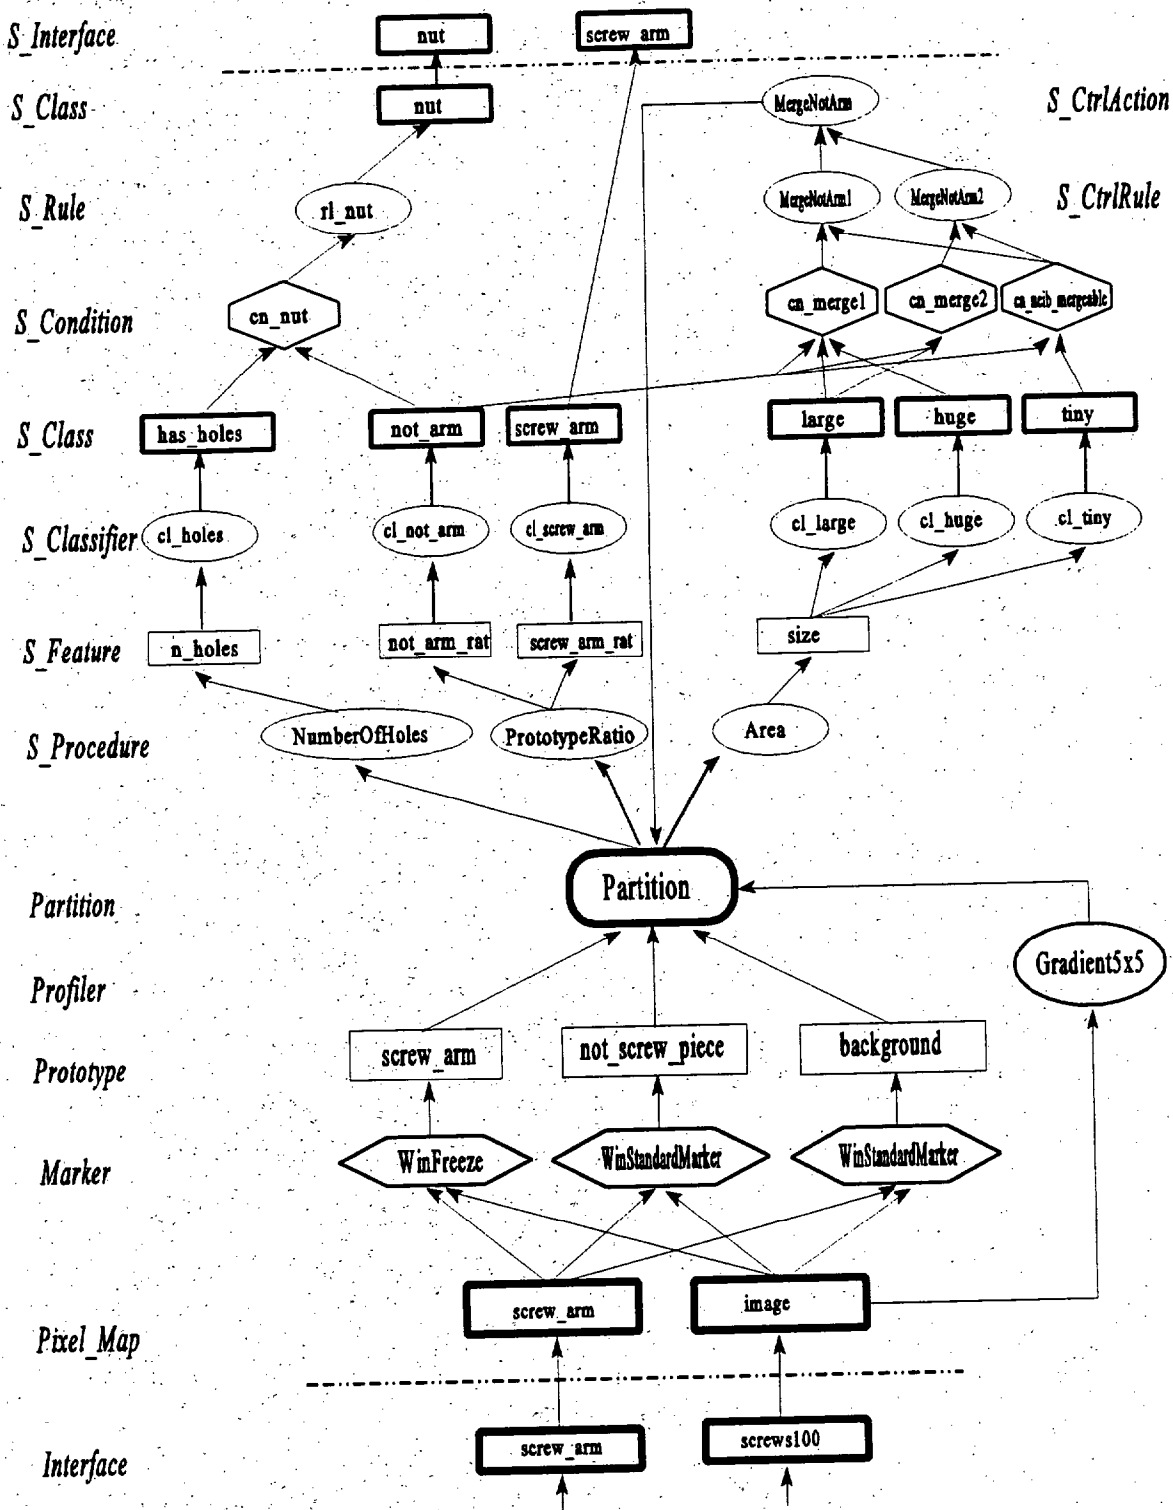 S_Interface nut screw_arm
S_Class nut MergeNotArm S_CtrlAction
S_Rule rl_nut MergeNotArm1 MergeNotArm2 S_CtrlRule
S_Condition cn_nut cn_merge1 cn_merge2 cn_neib_mergeable
S_Class has_holes not_arm screw_arm large huge tiny
S_Classifier cl_holes cl_not_arm cl_screw_arm cl_large cl_huge cl_tiny
S_Feature n_holes not_arm_rat screw_arm_rat size
S_Procedure NumberOfHoles PrototypeRatio Area
Partition Partition
Profiler Gradient5x5
Prototype screw_arm not_screw_piece background
Marker WinFreeze WinStandardMarker WinStandardMarker
Pixel_Map screw_arm image
Interface screw_arm screws100